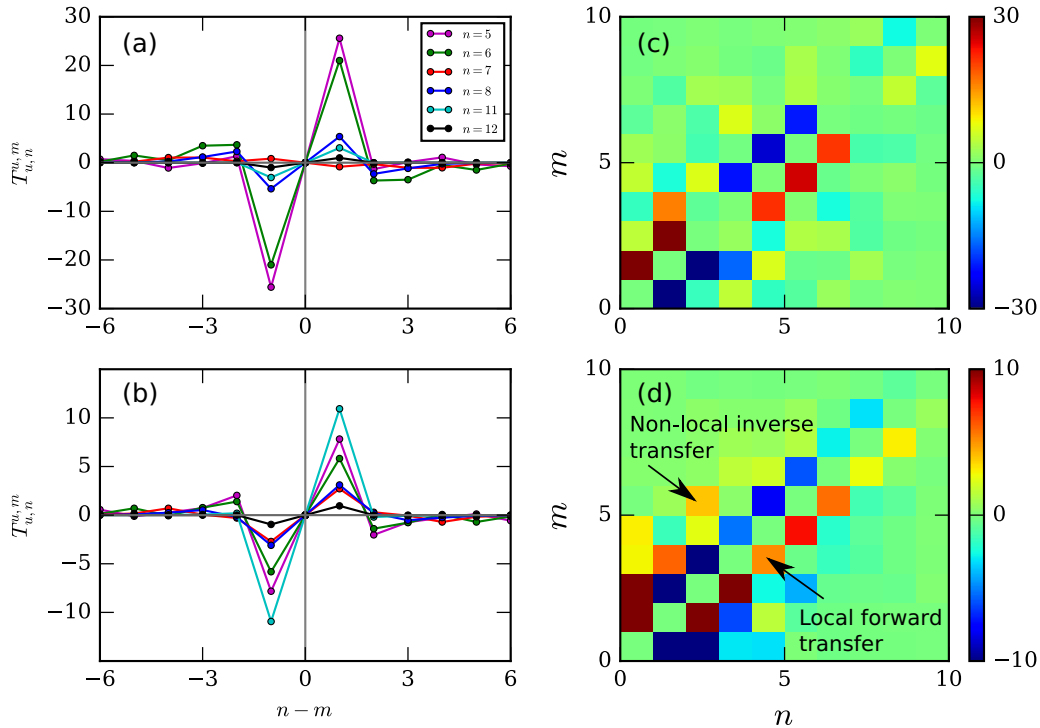 (a)
n = 5
n = 6
n = 7
n = 8
n = 11
n = 12
30
20
10
0
−10
−20
−30
−6
−3
0
3
6
T^{u,m}_{u,n}
(c)
10
5
0
0
5
10
m
30
0
−30
(b)
10
5
0
−5
−10
−6
−3
0
3
6
T^{u,m}_{u,n}
n − m
(d)
Non-local inverse
transfer
Local forward
transfer
10
5
0
0
5
10
m
n
10
0
−10